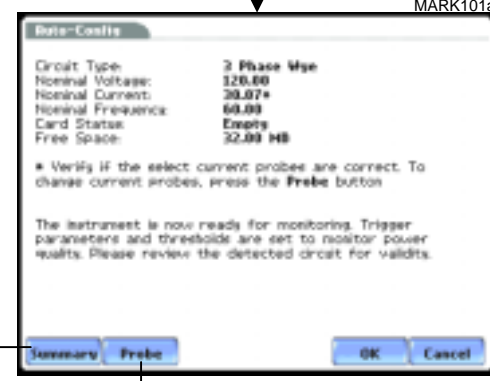 MARK101a
Auto-Config
Circuit Type: 3 Phase Wye
Nominal Voltage: 120.00
Nominal Current: 30.07*
Nominal Frequency: 60.00
Card Status: Empty
Free Space: 32.00 MB
* Verify if the select current probes are correct. To
change current probes, press the Probe button
The instrument is now ready for monitoring. Trigger
parameters and thresholds are set to monitor power
quality. Please review the detected circuit for validity.
Summary Probe OK Cancel